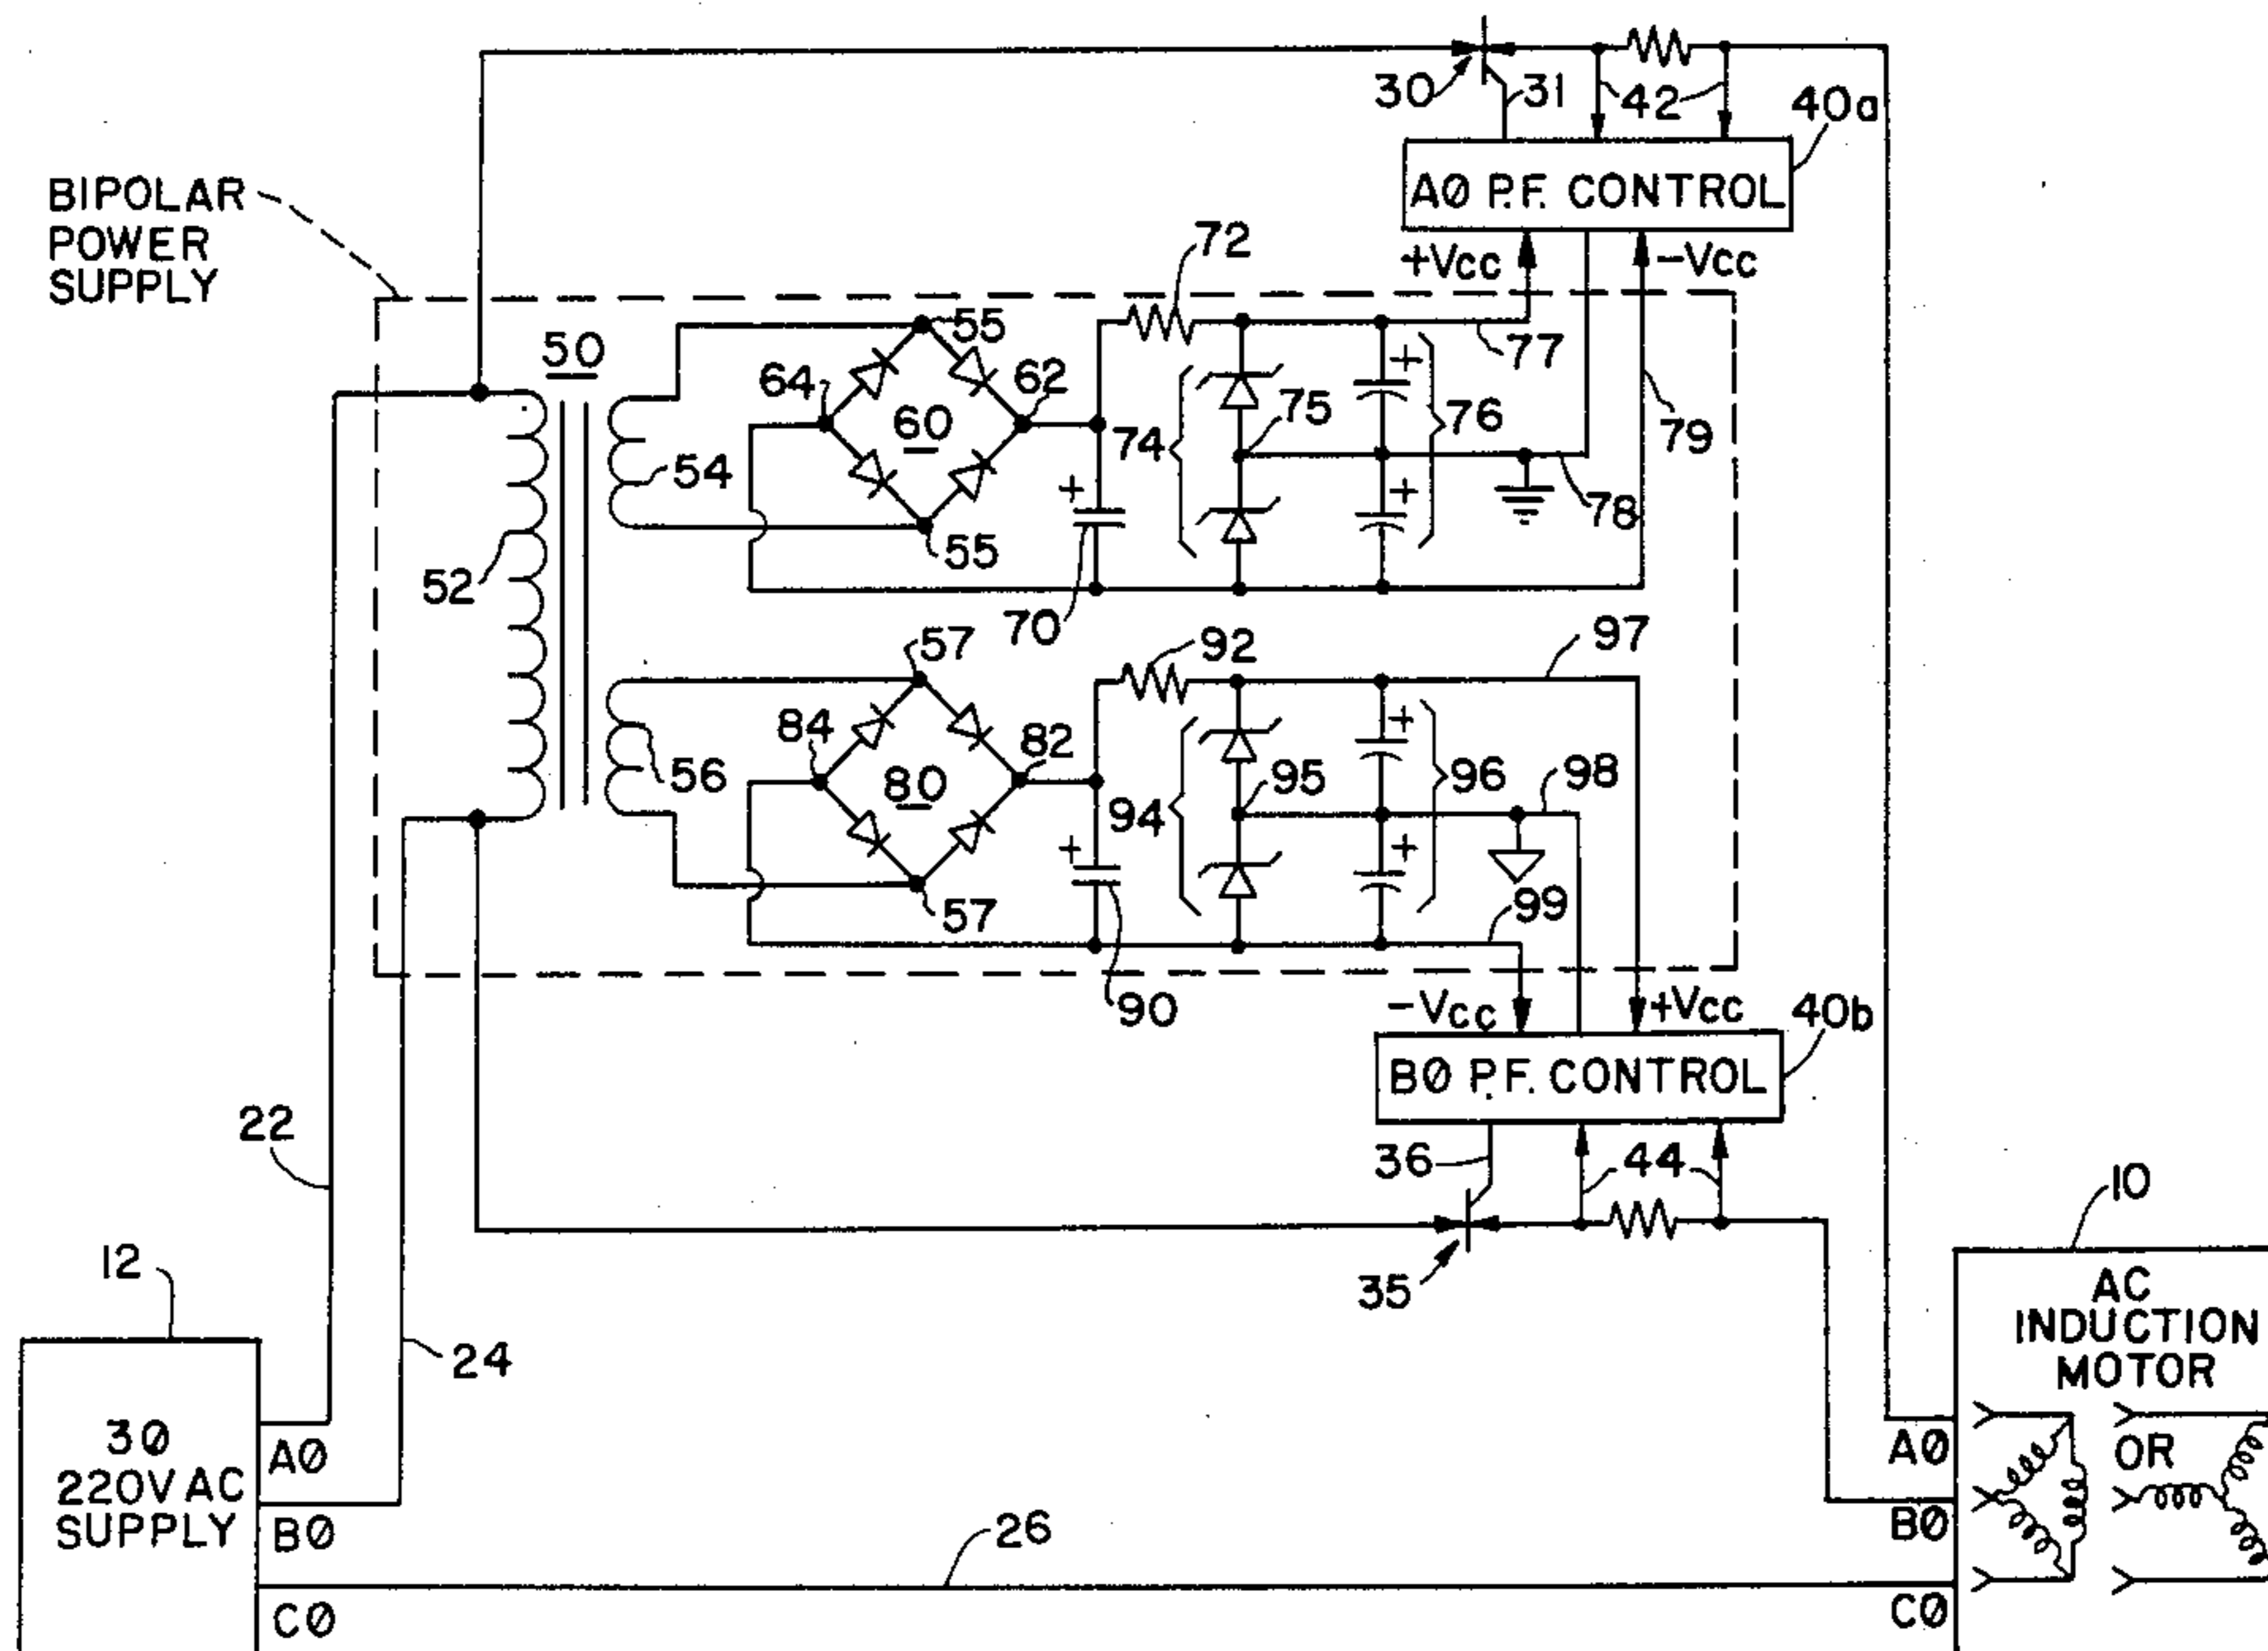 30
31
42
40a
BIPOLAR
POWER
SUPPLY
AØ P.F. CONTROL
72
+Vcc
-Vcc
50
55
77
64
62
60
+
74
75
76
79
54
+
+
78
55
52
70
57
92
97
84
82
+
80
56
94
95
96
98
+
+
57
99
90
-Vcc
+Vcc
40b
BØ P.F. CONTROL
22
36
44
10
12
35
AC
INDUCTION
MOTOR
24
3Ø
220V AC
SUPPLY
AØ
BØ
CØ
26
AØ
OR
BØ
CØ